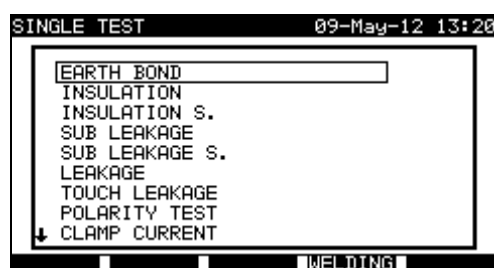 SINGLE TEST 09-May-12 13:20
EARTH BOND
INSULATION
INSULATION S.
SUB LEAKAGE
SUB LEAKAGE S.
LEAKAGE
TOUCH LEAKAGE
POLARITY TEST
CLAMP CURRENT
WELDING